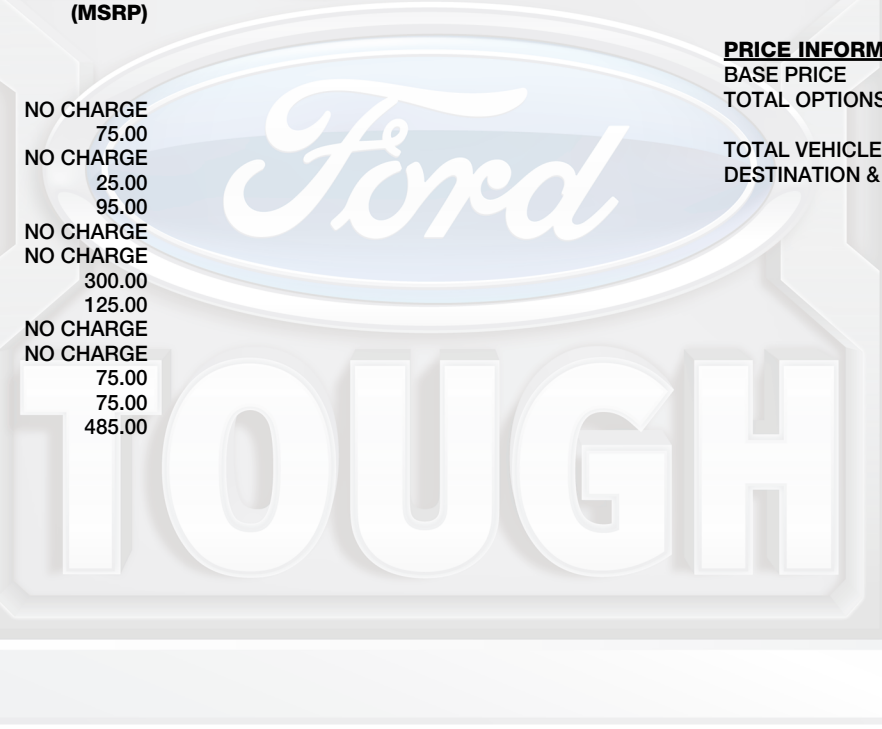 (MSRP)
NO CHARGE
75.00
NO CHARGE
25.00
95.00
NO CHARGE
NO CHARGE
300.00
125.00
NO CHARGE
NO CHARGE
75.00
75.00
485.00
PRICE INFORM
BASE PRICE
TOTAL OPTIONS
TOTAL VEHICLE
DESTINATION &
Ford
TOUGH